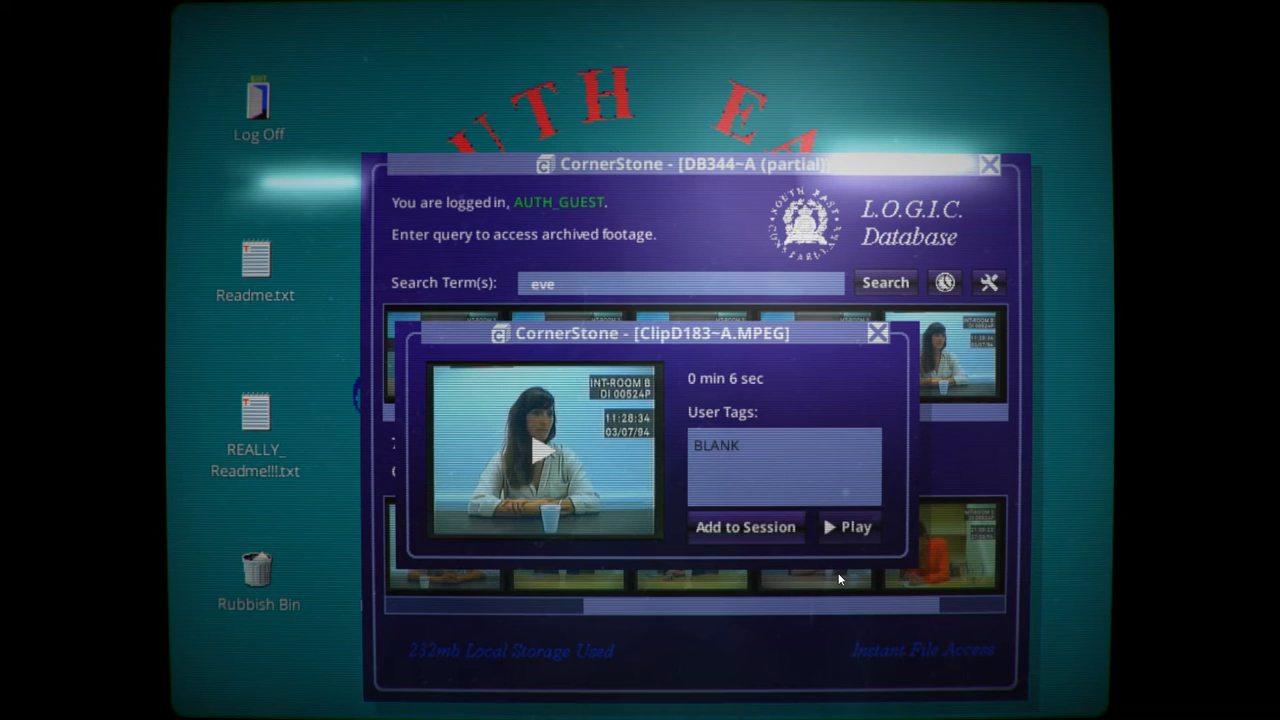 UTH EA
Log Off
CornerStone - [DB344~A (partial)]
You are logged in, AUTH_GUEST.
Enter query to access archived footage.
SOUTH EAST
L.O.G.I.C.
Database
Search Term(s):
eve
Search
Readme.txt
CornerStone - [ClipD183~A.MPEG]
INT-ROOM B
DI 00524P
11:28:34
03/07/94
0 min 6 sec
User Tags:
BLANK
Add to Session
Play
REALLY_
Readme!!!.txt
Rubbish Bin
232mb Local Storage Used
Instant File Access